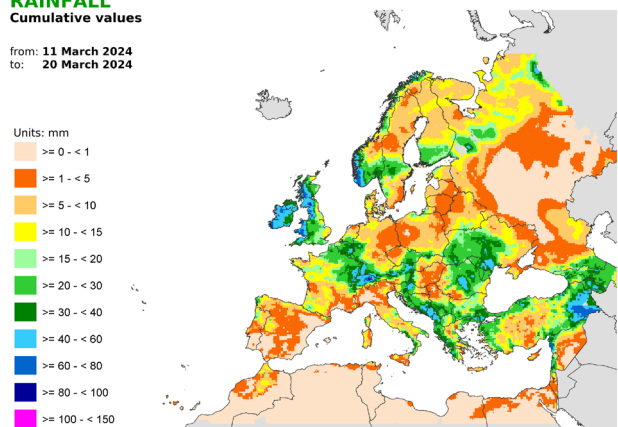 RAINFALL
Cumulative values
from: 11 March 2024
to: 20 March 2024
Units: mm
>= 0 - < 1
>= 1 - < 5
>= 5 - < 10
>= 10 - < 15
>= 15 - < 20
>= 20 - < 30
>= 30 - < 40
>= 40 - < 60
>= 60 - < 80
>= 80 - < 100
>= 100 - < 150